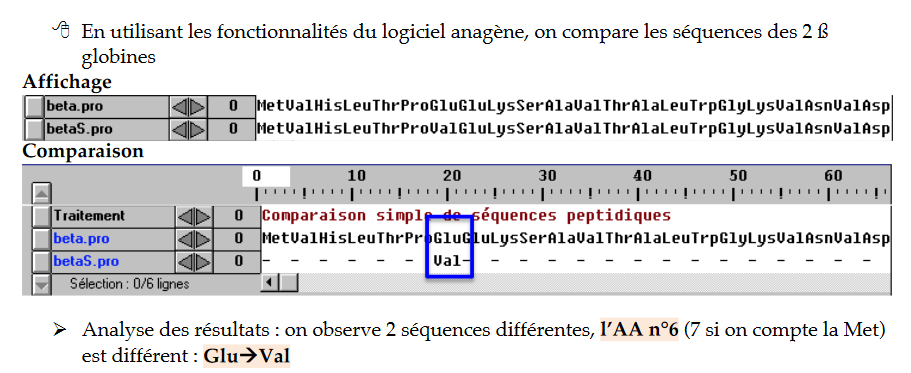 En utilisant les fonctionnalités du logiciel anagène, on compare les séquences des 2 ß
globines
Affichage
beta.pro 0 MetValHisLeuThrProGluGluLysSerAlaValThrAlaLeuTrpGlyLysValAsnValAsp
betaS.pro 0 MetValHisLeuThrProValGluLysSerAlaValThrAlaLeuTrpGlyLysValAsnValAsp
Comparaison
0 10 20 30 40 50 60
Traitement 0 Comparaison simple de séquences peptidiques
beta.pro 0 MetValHisLeuThrProGluGluLysSerAlaValThrAlaLeuTrpGlyLysValAsnValAsp
betaS.pro 0 - - - - - - Val - - - - - - - - - - - - - - -
Sélection : 0/6 lignes
➢ Analyse des résultats : on observe 2 séquences différentes, l'AA n°6 (7 si on compte la Met)
est différent : Glu→Val